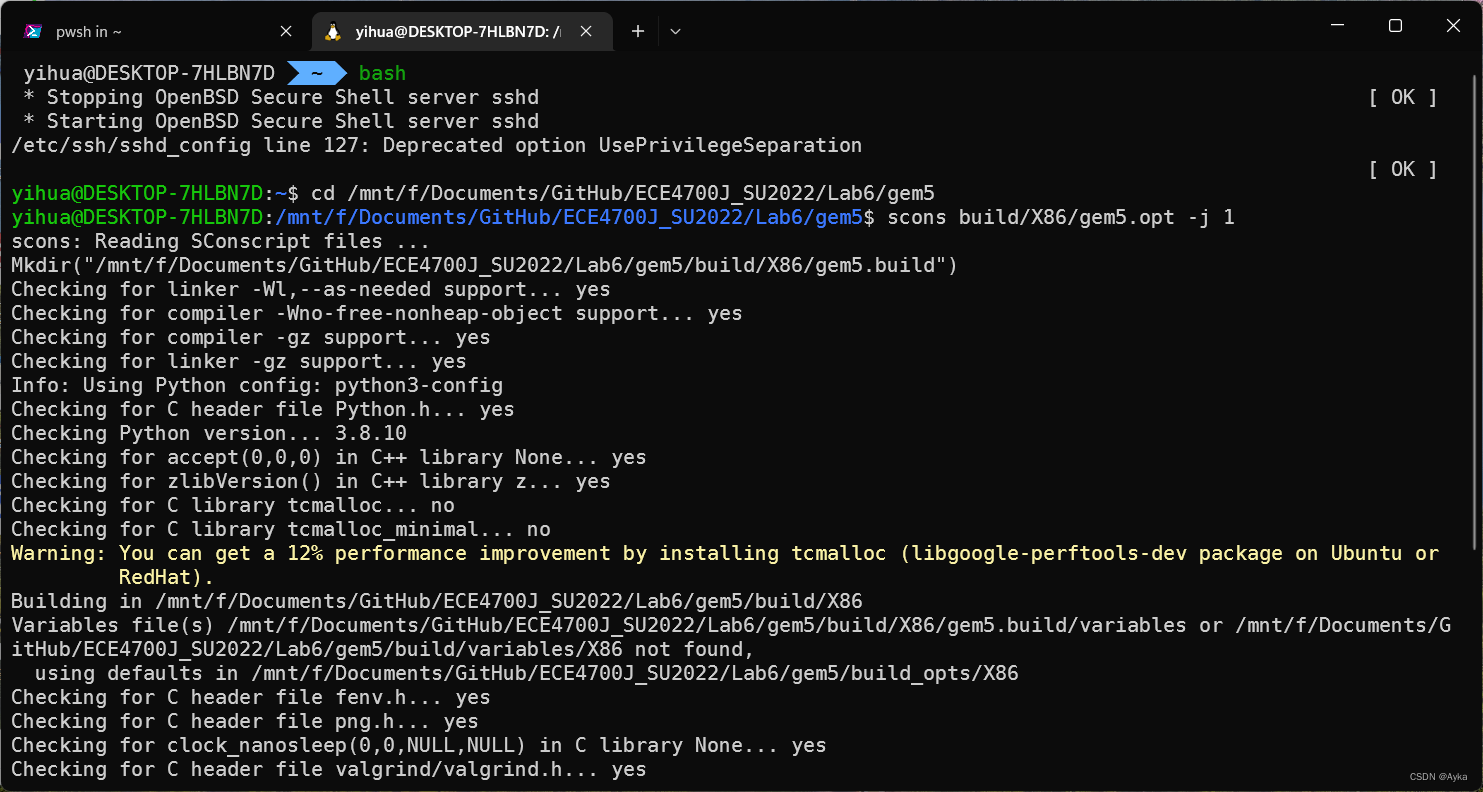 pwsh in ~
yihua@DESKTOP-7HLBN7D: /
yihua@DESKTOP-7HLBN7D ~ bash
* Stopping OpenBSD Secure Shell server sshd [ OK ]
* Starting OpenBSD Secure Shell server sshd
/etc/ssh/sshd_config line 127: Deprecated option UsePrivilegeSeparation
[ OK ]
yihua@DESKTOP-7HLBN7D:~$ cd /mnt/f/Documents/GitHub/ECE4700J_SU2022/Lab6/gem5
yihua@DESKTOP-7HLBN7D:/mnt/f/Documents/GitHub/ECE4700J_SU2022/Lab6/gem5$ scons build/X86/gem5.opt -j 1
scons: Reading SConscript files ...
Mkdir("/mnt/f/Documents/GitHub/ECE4700J_SU2022/Lab6/gem5/build/X86/gem5.build")
Checking for linker -Wl,--as-needed support... yes
Checking for compiler -Wno-free-nonheap-object support... yes
Checking for compiler -gz support... yes
Checking for linker -gz support... yes
Info: Using Python config: python3-config
Checking for C header file Python.h... yes
Checking Python version... 3.8.10
Checking for accept(0,0,0) in C++ library None... yes
Checking for zlibVersion() in C++ library z... yes
Checking for C library tcmalloc... no
Checking for C library tcmalloc_minimal... no
Warning: You can get a 12% performance improvement by installing tcmalloc (libgoogle-perftools-dev package on Ubuntu or
RedHat).
Building in /mnt/f/Documents/GitHub/ECE4700J_SU2022/Lab6/gem5/build/X86
Variables file(s) /mnt/f/Documents/GitHub/ECE4700J_SU2022/Lab6/gem5/build/X86/gem5.build/variables or /mnt/f/Documents/G
itHub/ECE4700J_SU2022/Lab6/gem5/build/variables/X86 not found,
using defaults in /mnt/f/Documents/GitHub/ECE4700J_SU2022/Lab6/gem5/build_opts/X86
Checking for C header file fenv.h... yes
Checking for C header file png.h... yes
Checking for clock_nanosleep(0,0,NULL,NULL) in C library None... yes
Checking for C header file valgrind/valgrind.h... yes
CSDN @Ayka